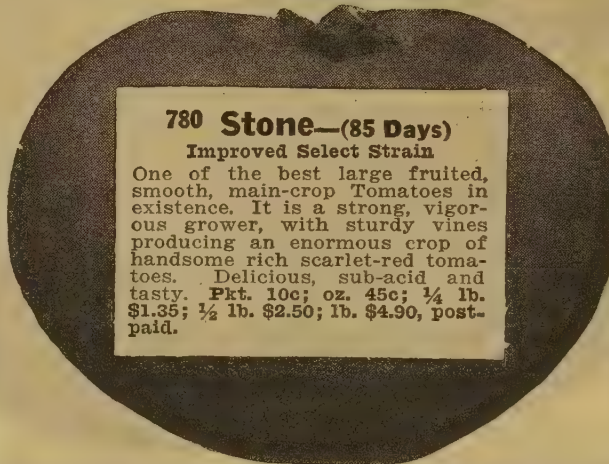 780 Stone—(85 Days)
Improved Select Strain
One of the best large fruited,
smooth, main-crop Tomatoes in
existence. It is a strong, vigor-
ous grower, with sturdy vines
producing an enormous crop of
handsome rich scarlet-red toma-
toes. Delicious, sub-acid and
tasty. Pkt. 10c; oz. 45c; ¼ lb.
$1.35; ½ lb. $2.50; lb. $4.90, post-
paid.